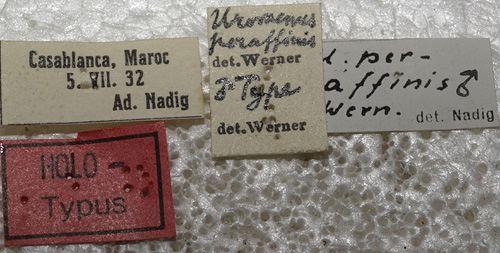 Casablanca, Maroc
5. VII. 32
Ad. Nadig
Uromenus
peraffinis
det. Werner
♂ Type
det. Werner
. per-
affinis ♂
Wern. det. Nadig
HOLO-
Typus